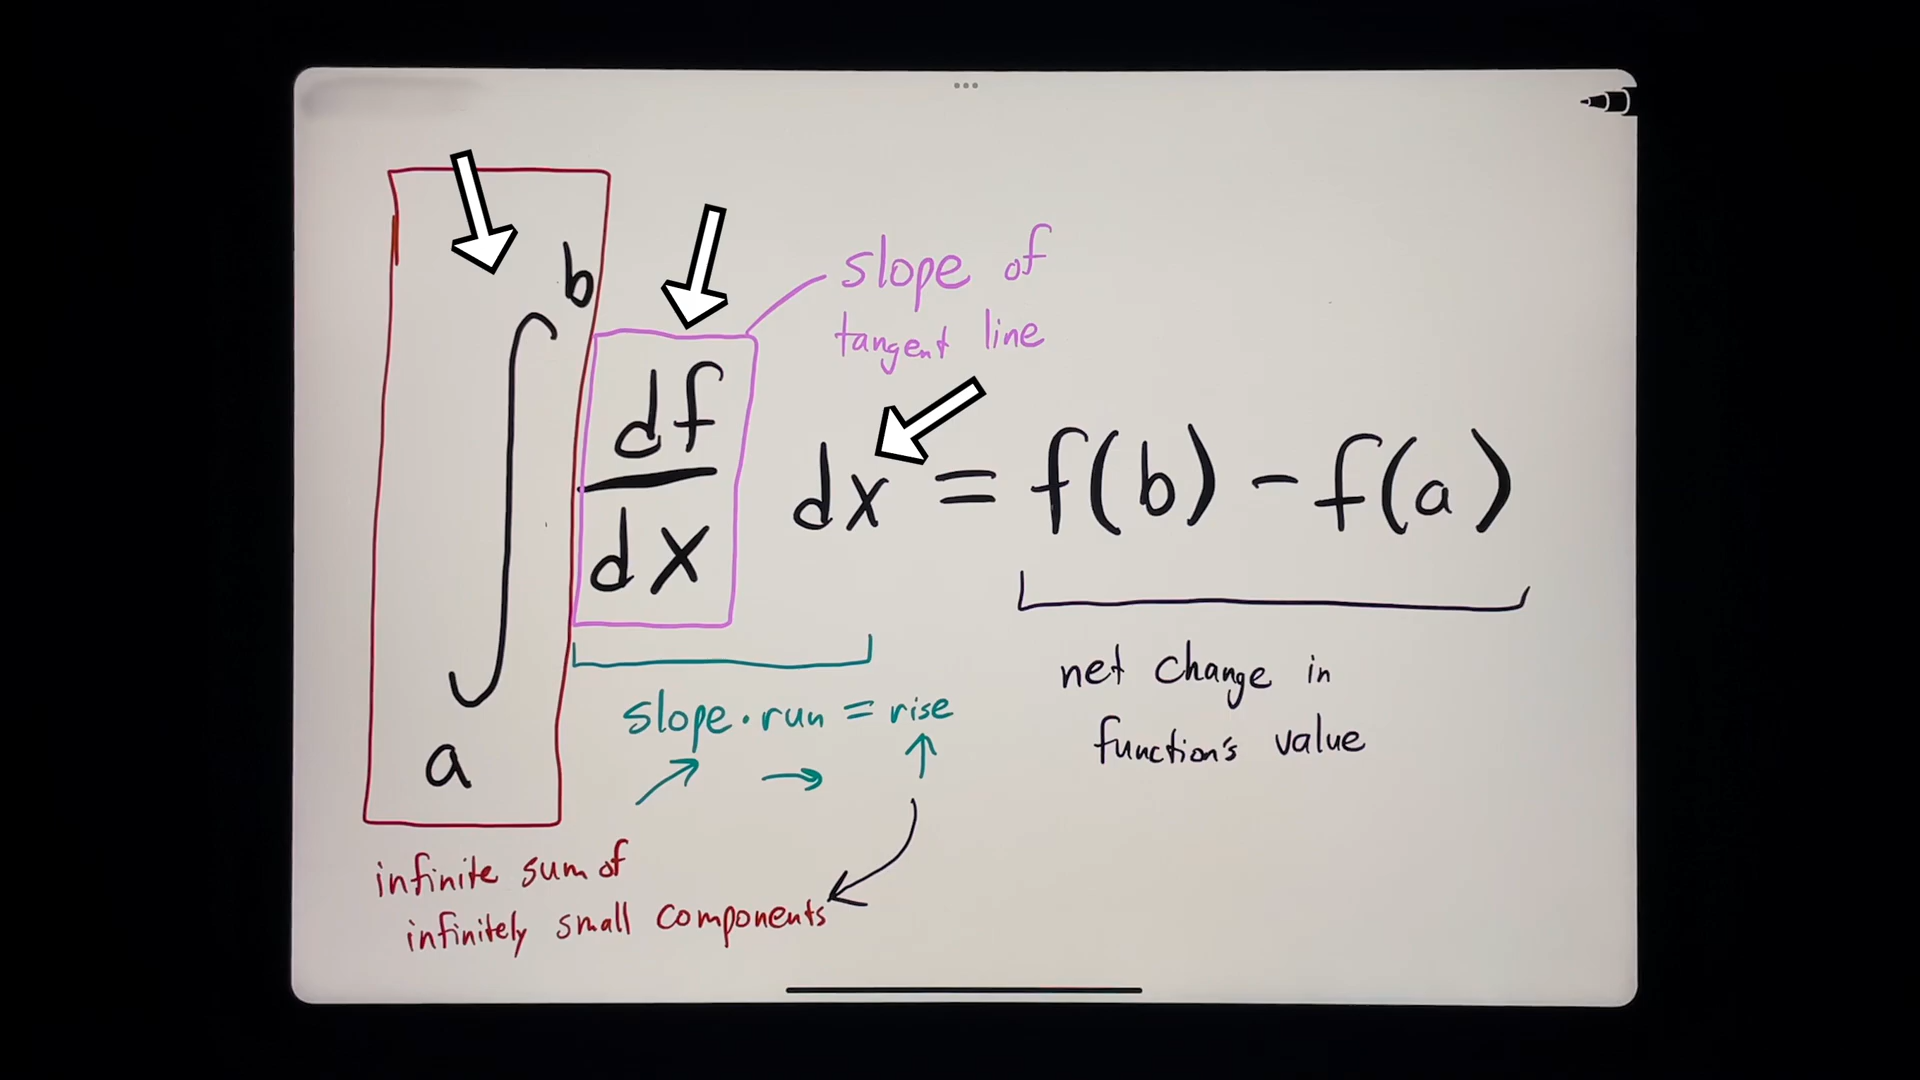 ∫ₐᵇ df/dx dx = f(b) - f(a)
slope of
tangent line
slope · run = rise
net change in
function's value
infinite sum of
infinitely small components